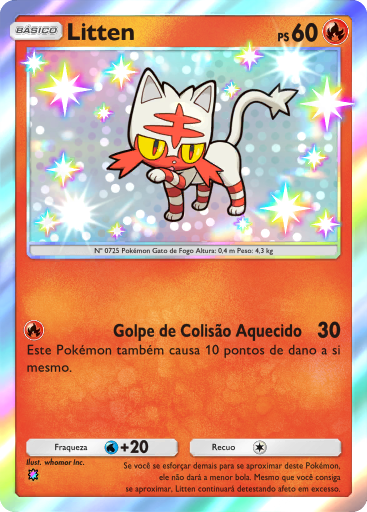 BÁSICO Litten PS 60
Nº 0725 Pokémon Gato de Fogo Altura: 0,4 m Peso: 4,3 kg
Golpe de Colisão Aquecido 30
Este Pokémon também causa 10 pontos de dano a si
mesmo.
Fraqueza +20 Recuo
Ilust. whomor inc.
Se você se esforçar demais para se aproximar deste Pokémon,
ele não dará a menor bola. Mesmo que você consiga
se aproximar, Litten continuará detestando afeto em excesso.